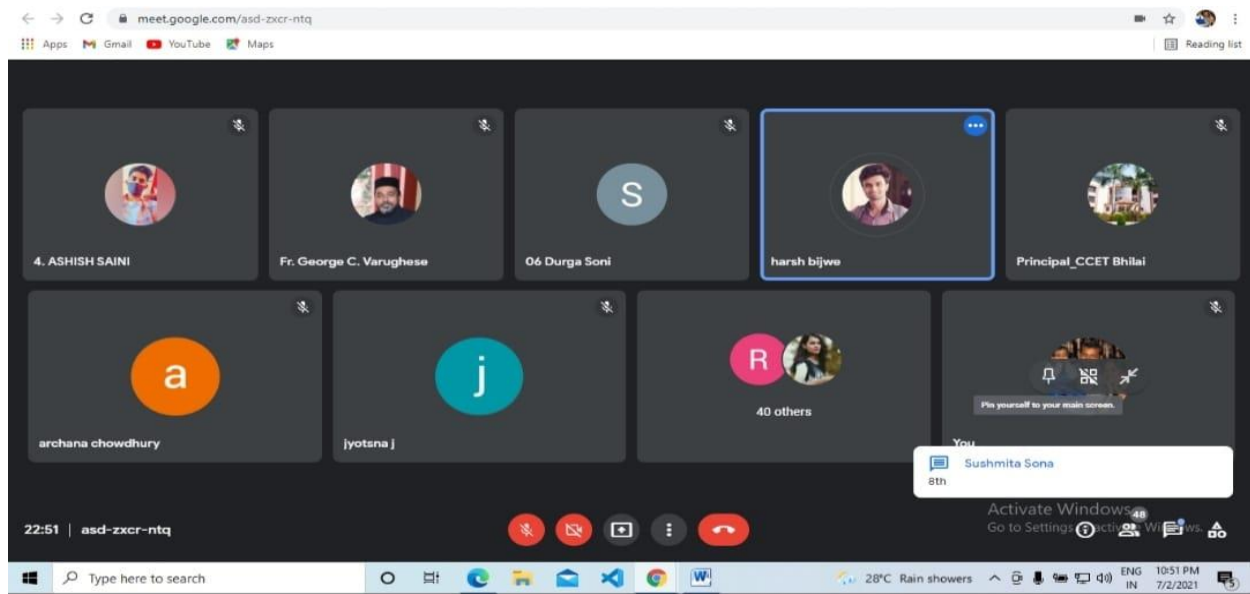 meet.google.com/asd-zxcr-ntq
Apps Gmail YouTube Maps Reading list
4. ASHISH SAINI
Fr. George C. Varughese
S
06 Durga Soni
harsh bijwe
Principal_CCET Bhilai
a
archana chowdhury
j
jyotsna j
R
40 others
Pin yourself to your main screen.
You
Sushmita Sona
8th
Activate Windows
Go to Settings
22:51 | asd-zxcr-ntq
48
Type here to search
28°C Rain showers
ENG
IN
10:51 PM
7/2/2021
5